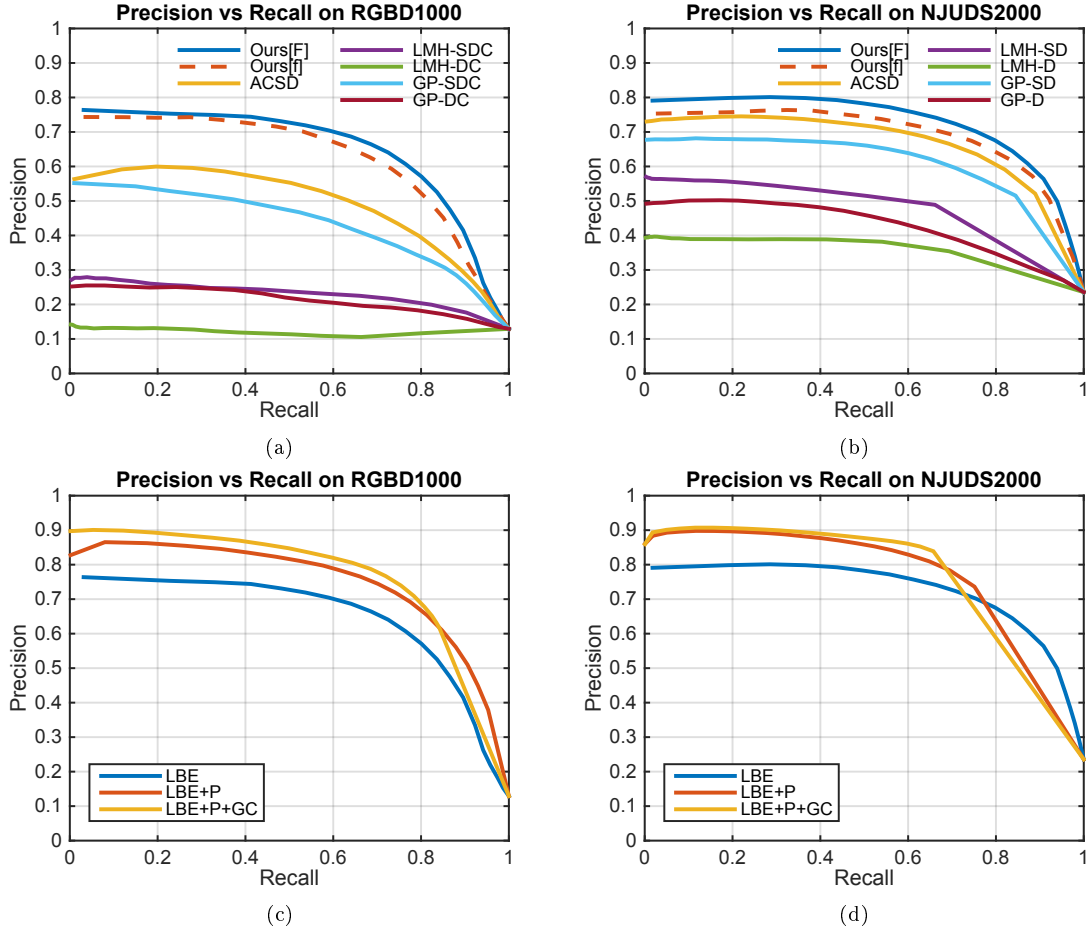 Precision vs Recall on RGBD1000
Ours[F]
Ours[f]
ACSD
LMH-SDC
LMH-DC
GP-SDC
GP-DC
1
0.9
0.8
0.7
0.6
0.5
0.4
0.3
0.2
0.1
0
Precision
0 0.2 0.4 0.6 0.8 1
Recall
(a)
Precision vs Recall on NJUDS2000
Ours[F]
Ours[f]
ACSD
LMH-SD
LMH-D
GP-SD
GP-D
1
0.9
0.8
0.7
0.6
0.5
0.4
0.3
0.2
0.1
0
Precision
0 0.2 0.4 0.6 0.8 1
Recall
(b)
Precision vs Recall on RGBD1000
1
0.9
0.8
0.7
0.6
0.5
0.4
0.3
0.2
0.1
0
Precision
LBE
LBE+P
LBE+P+GC
0 0.2 0.4 0.6 0.8 1
Recall
(c)
Precision vs Recall on NJUDS2000
1
0.9
0.8
0.7
0.6
0.5
0.4
0.3
0.2
0.1
0
Precision
LBE
LBE+P
LBE+P+GC
0 0.2 0.4 0.6 0.8 1
Recall
(d)